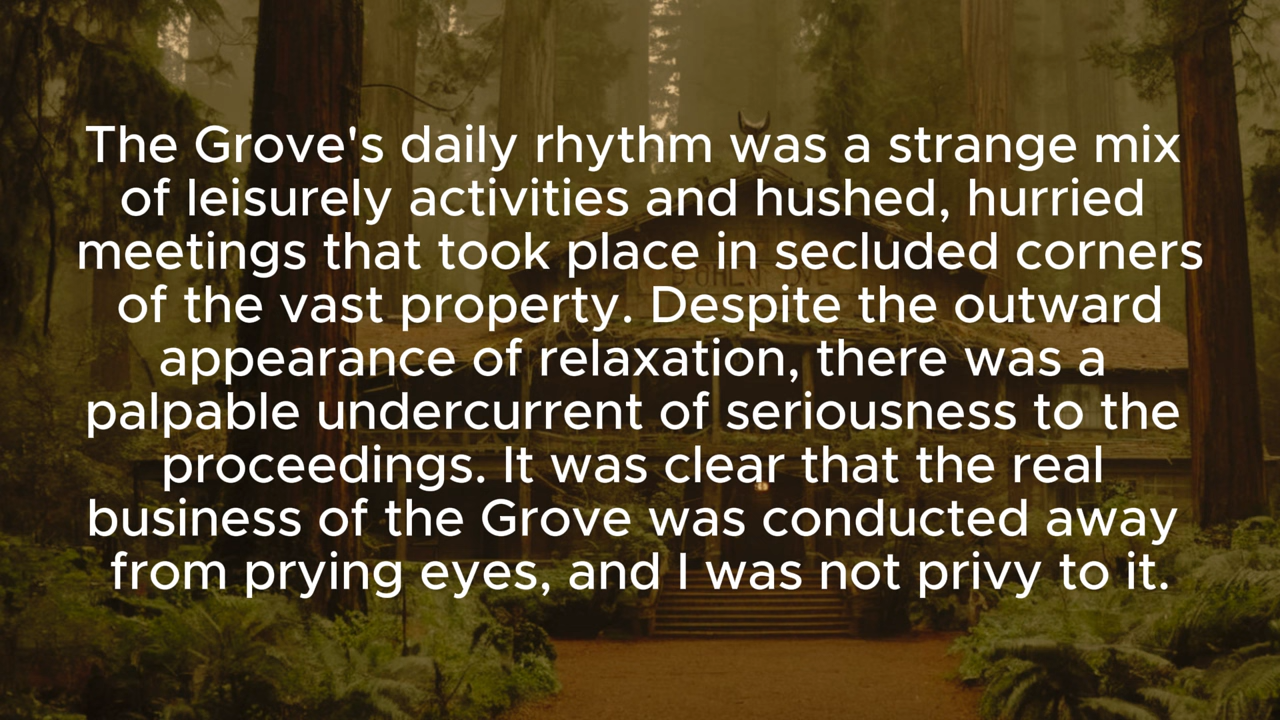 The Grove's daily rhythm was a strange mix
of leisurely activities and hushed, hurried
meetings that took place in secluded corners
of the vast property. Despite the outward
appearance of relaxation, there was a
palpable undercurrent of seriousness to the
proceedings. It was clear that the real
business of the Grove was conducted away
from prying eyes, and I was not privy to it.